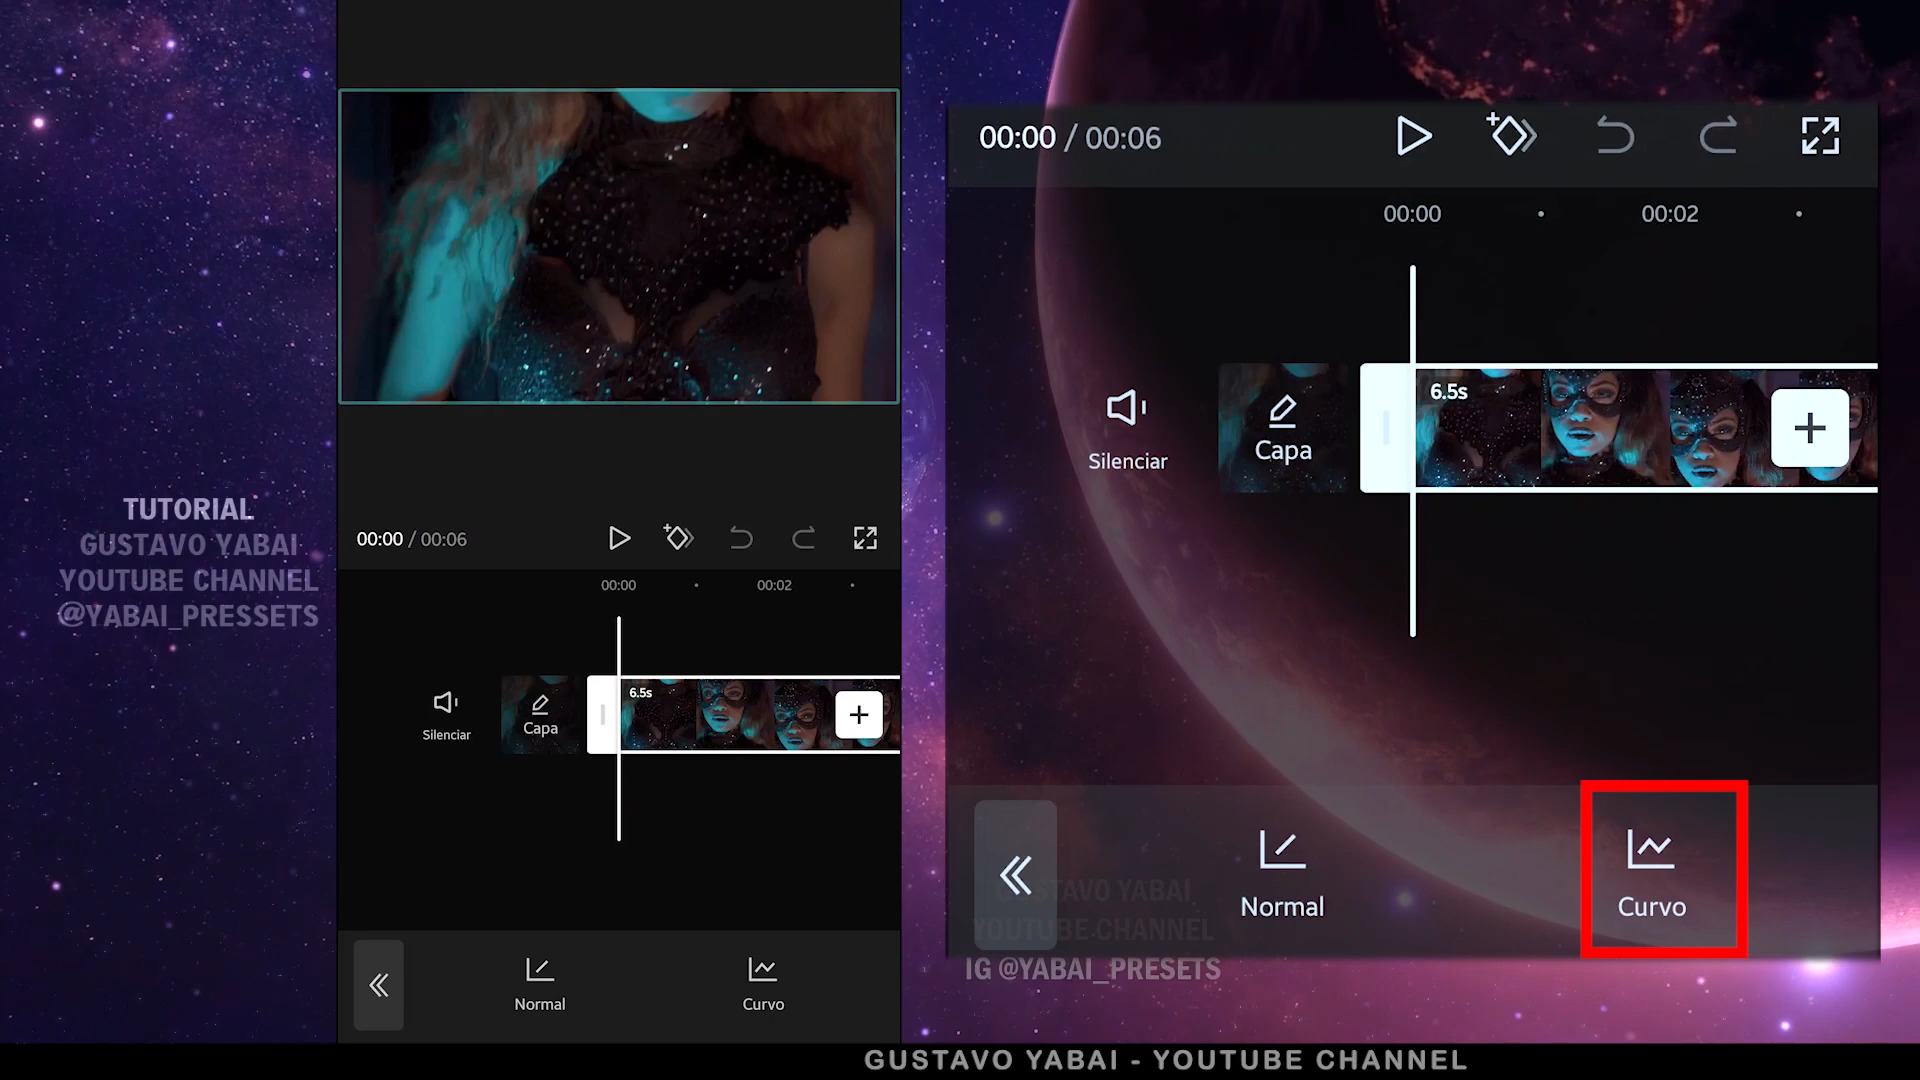 TUTORIAL
GUSTAVO YABAI
YOUTUBE CHANNEL
@YABAI_PRESSETS
00:00 / 00:06
00:00
00:02
6.5s
Silenciar
Capa
Normal
Curvo
00:00 / 00:06
00:00
00:02
6.5s
Silenciar
Capa
Normal
Curvo
GUSTAVO YABAI
YOUTUBE CHANNEL
IG @YABAI_PRESETS
GUSTAVO YABAI - YOUTUBE CHANNEL